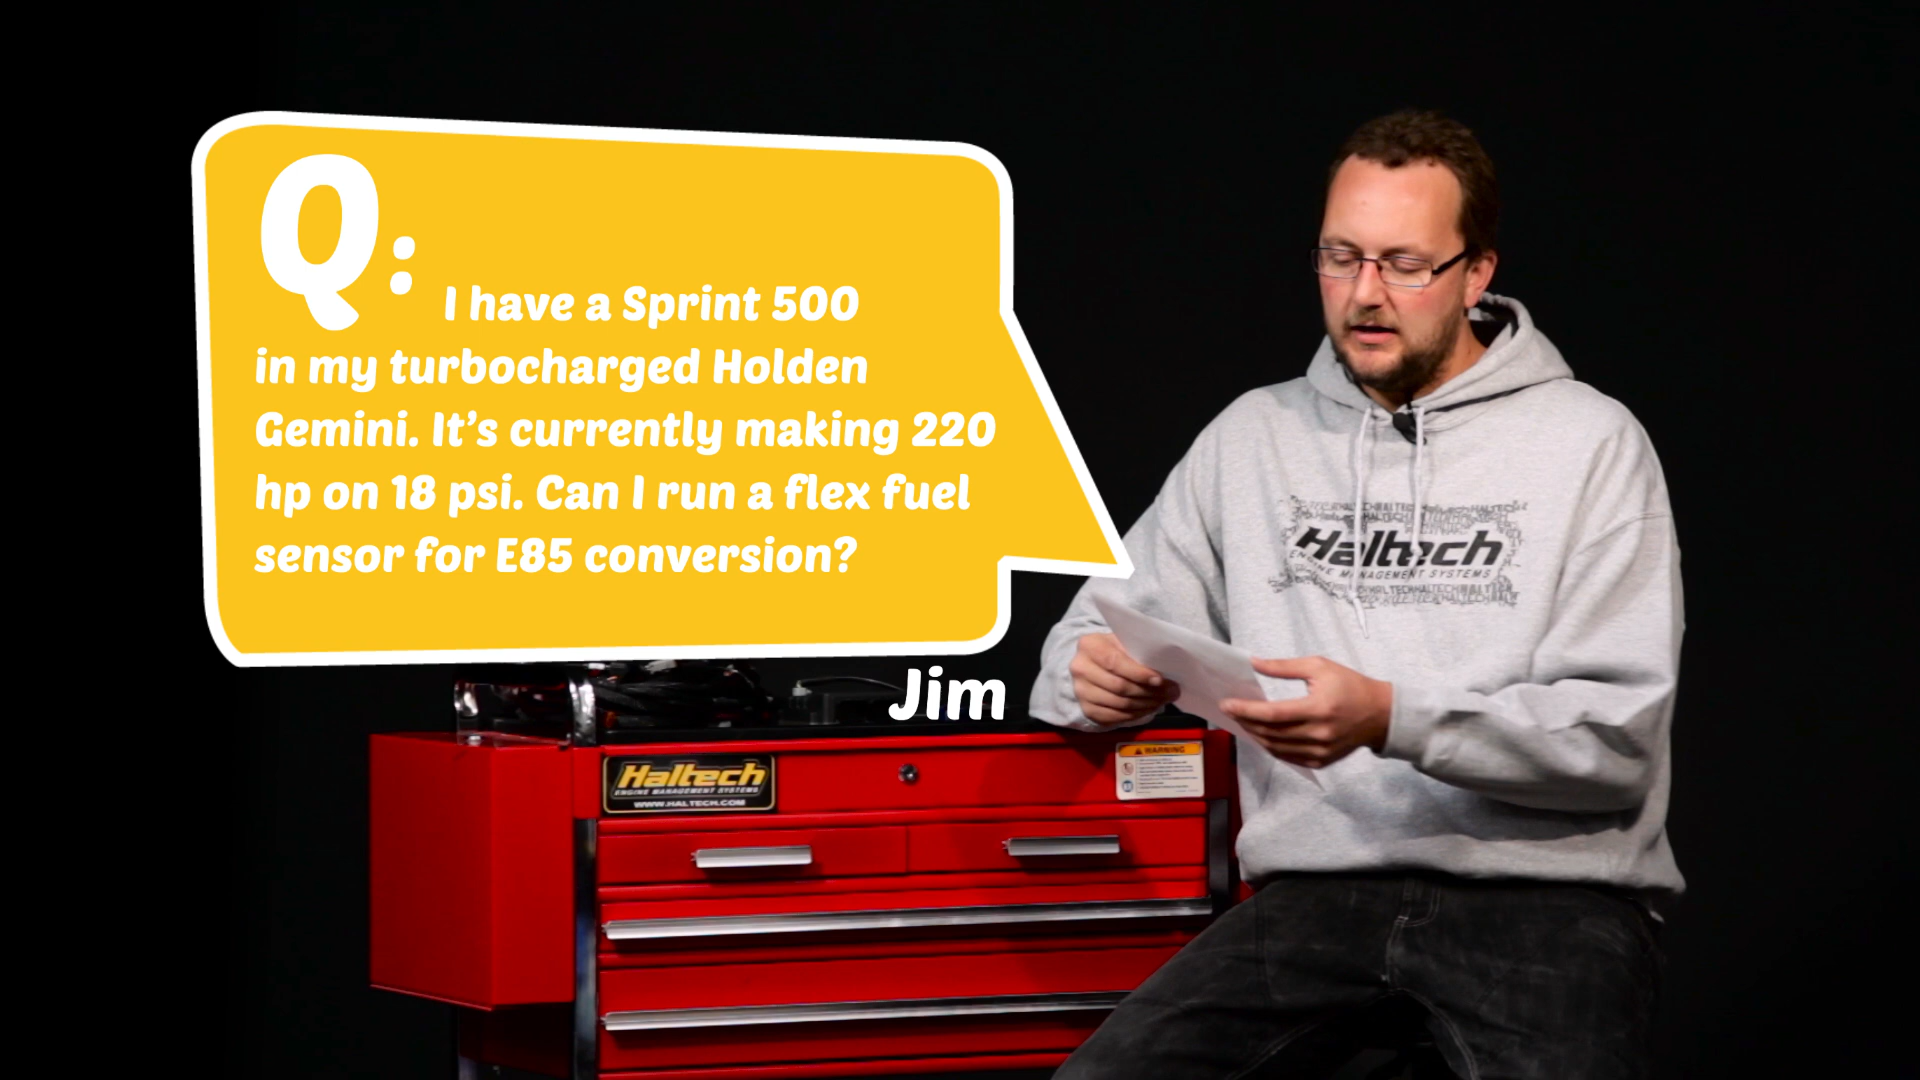 Q: I have a Sprint 500
in my turbocharged Holden
Gemini. It's currently making 220
hp on 18 psi. Can I run a flex fuel
sensor for E85 conversion?
Jim
Haltech
ENGINE MANAGEMENT SYSTEMS
Haltech
ENGINE MANAGEMENT SYSTEMS
WWW.HALTECH.COM
WARNING